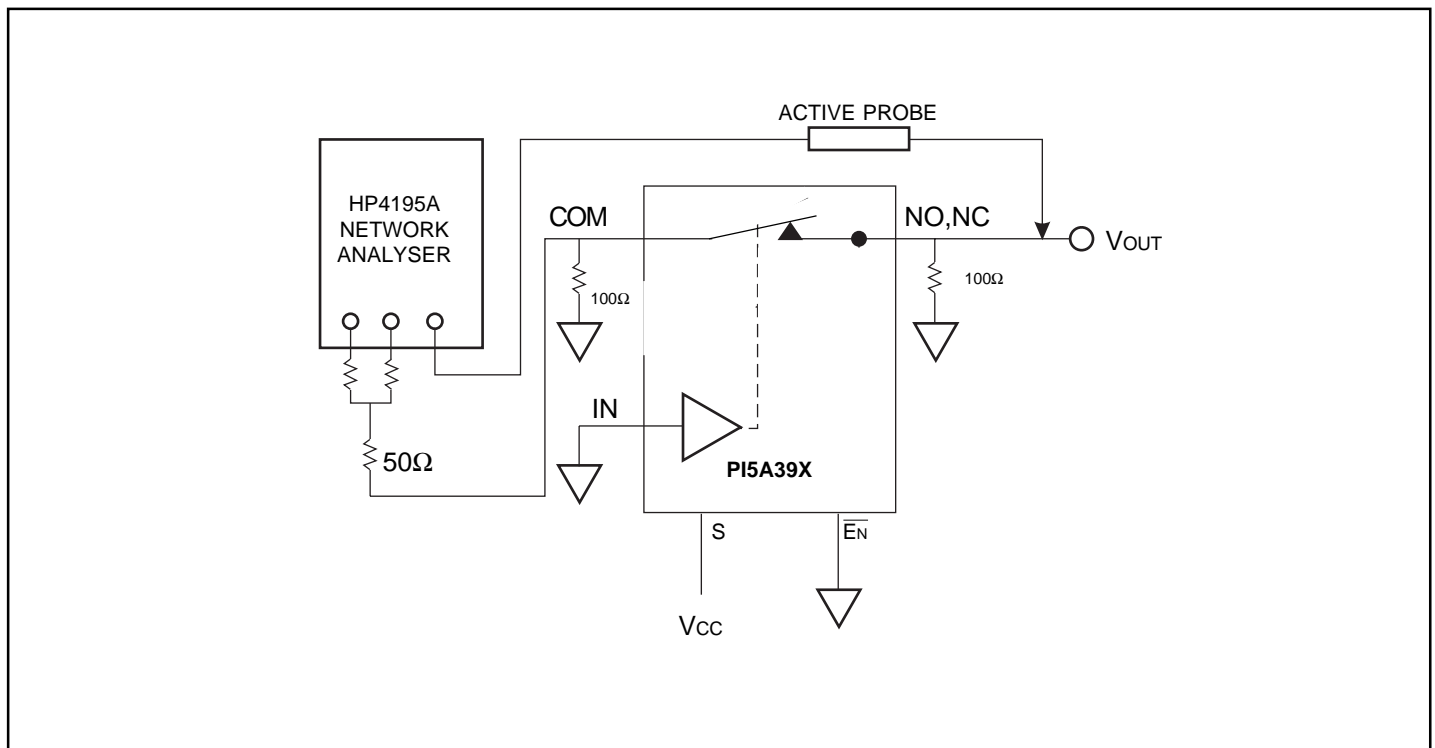 ACTIVE PROBE
HP4195A
NETWORK
ANALYSER
COM
NO,NC
VOUT
100Ω
100Ω
IN
50Ω
PI5A39X
S
EN
VCC